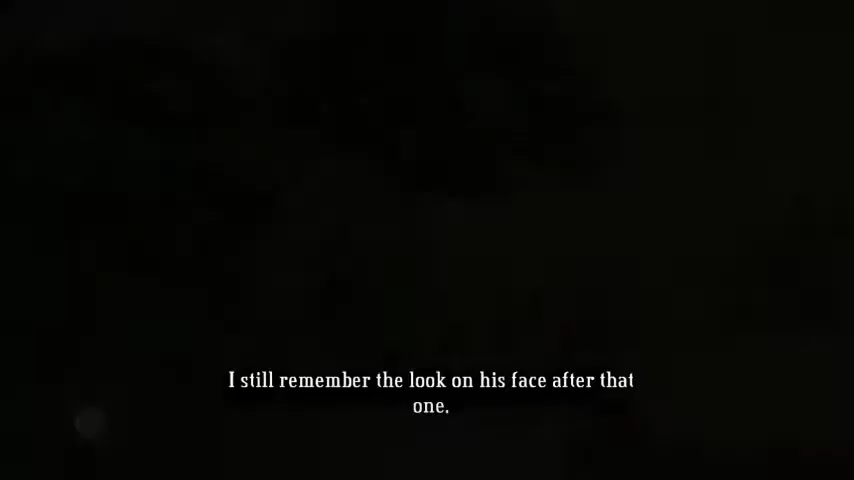 I still remember the look on his face after that
one.